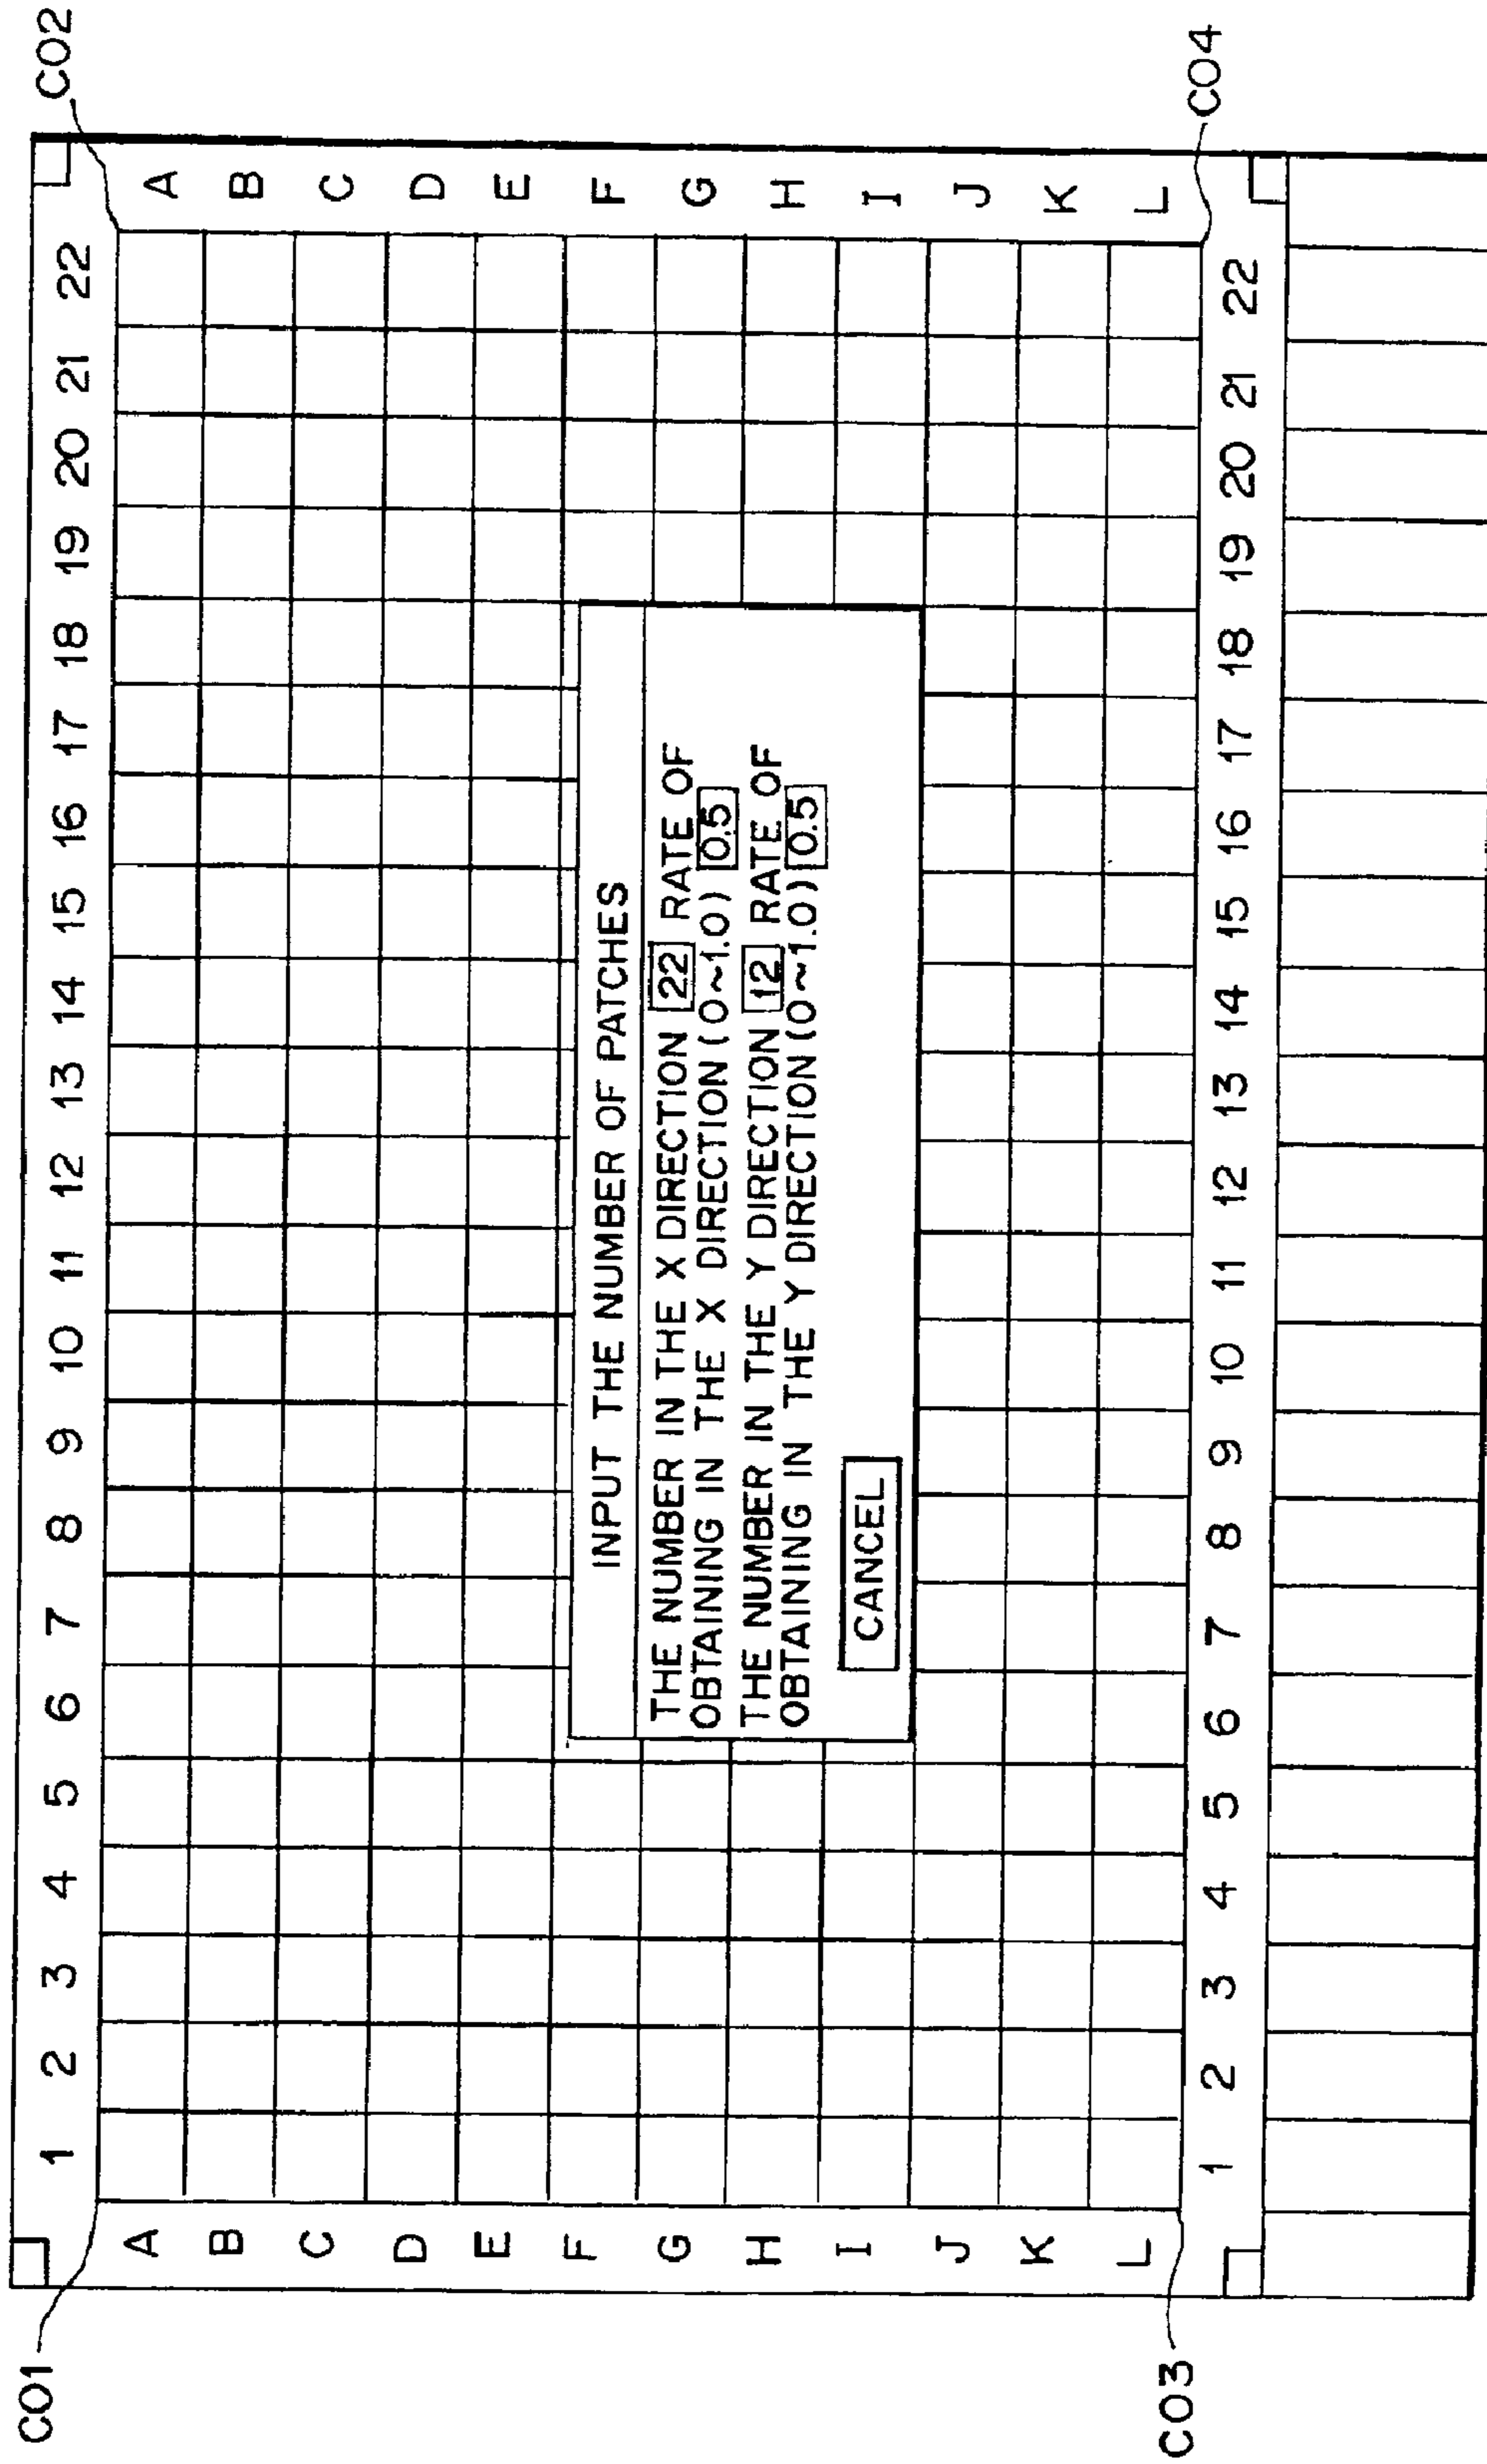 CO1
CO2
1 2 3 4 5 6 7 8 9 10 11 12 13 14 15 16 17 18 19 20 21 22
A A
B B
C C
D D
E E
F F
INPUT THE NUMBER OF PATCHES
G G
THE NUMBER IN THE X DIRECTION 22 RATE OF
OBTAINING IN THE X DIRECTION (0~1.0) 0.5
H H
THE NUMBER IN THE Y DIRECTION 12 RATE OF
OBTAINING IN THE Y DIRECTION (0~1.0) 0.5
I I
CANCEL
J J
K K
L L
CO3
CO4
1 2 3 4 5 6 7 8 9 10 11 12 13 14 15 16 17 18 19 20 21 22